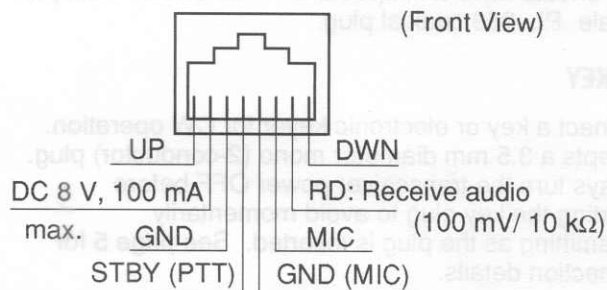 (Front View)
UP DWN
DC 8 V, 100 mA RD: Receive audio
max. GND MIC (100 mV/ 10 kΩ)
STBY (PTT) GND (MIC)